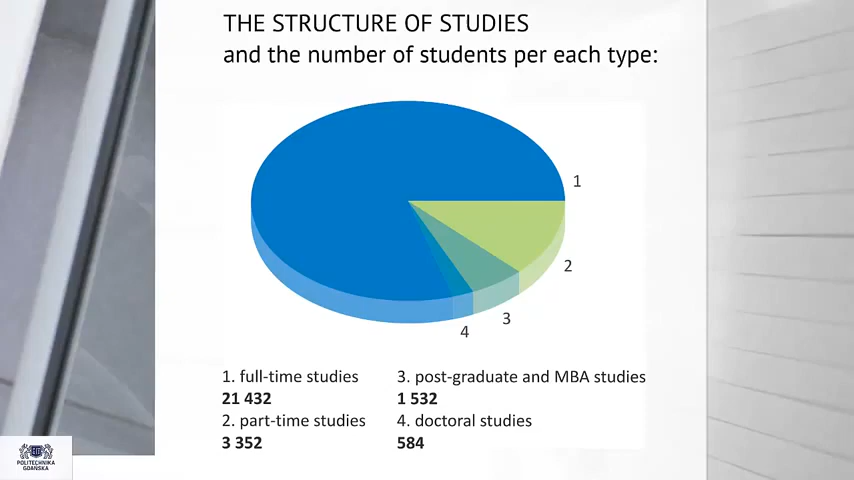 THE STRUCTURE OF STUDIES
and the number of students per each type:
1
2
3
4
1. full-time studies
21 432
2. part-time studies
3 352
3. post-graduate and MBA studies
1 532
4. doctoral studies
584
POLITECHNIKA
GDAŃSKA